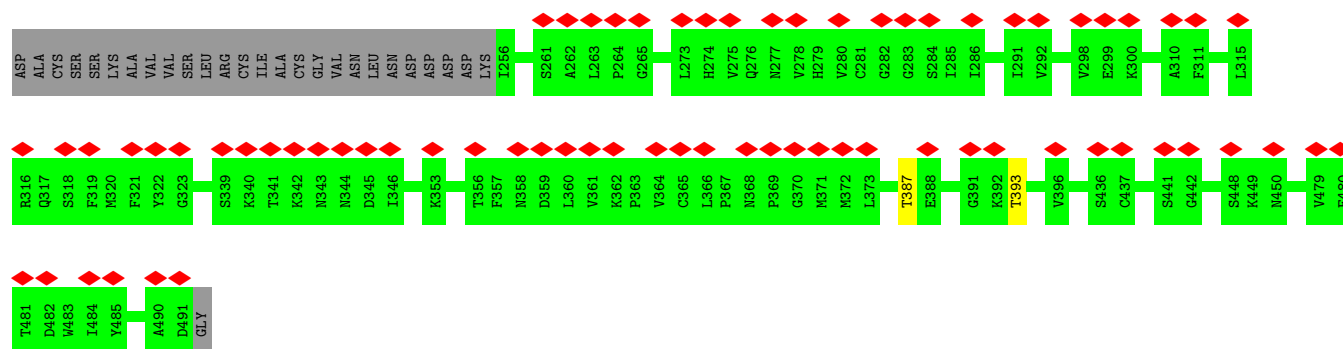 ASP ALA CYS SER SER LYS ALA VAL VAL SER LEU ARG CYS ILE ALA CYS GLY VAL ASN LEU ASN ASP ASP ASP ASP LYS I256 S261 A262 L263 P264 G265 L273 H274 V275 Q276 N277 V278 H279 V280 C281 G282 G283 S284 I285 I286 I291 V292 V298 E299 K300 A310 F311 L315
R316 Q317 S318 F319 M320 F321 Y322 G323 S339 K340 T341 K342 N343 N344 D345 I346 K353 T356 F357 N358 D359 L360 V361 K362 P363 V364 C365 L366 P367 N368 P369 G370 M371 M372 L373 T387 E388 G391 K392 T393 V396 S436 C437 S441 G442 S448 K449 N450 V479
T481 D482 W483 I484 Y485 A490 D491 GLY